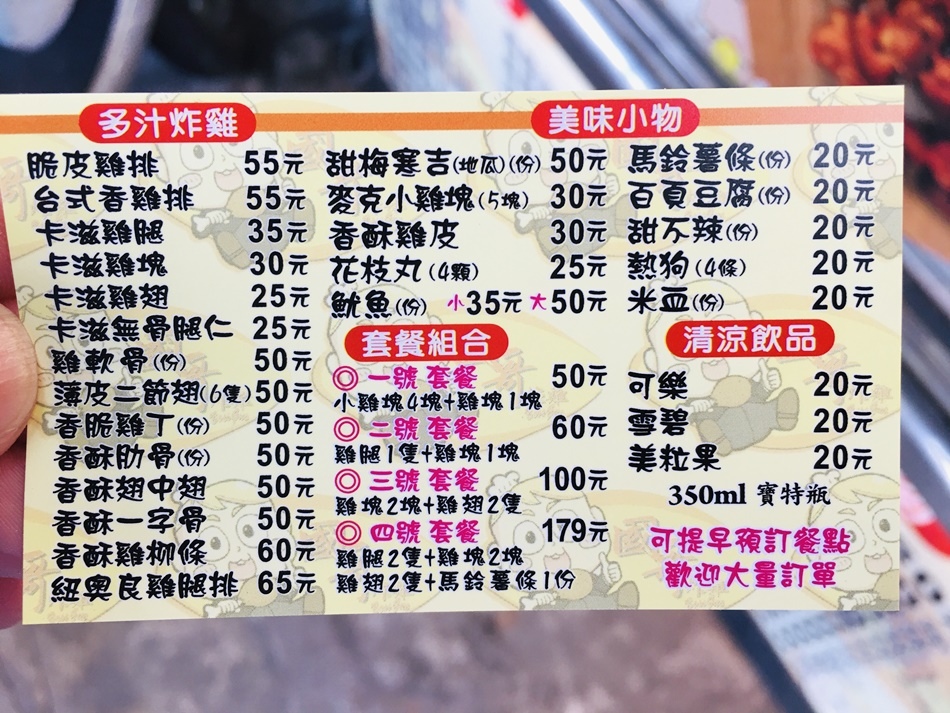 多汁炸雞
脆皮雞排 55元
台式香雞排 55元
卡滋雞腿 35元
卡滋雞塊 30元
卡滋雞翅 25元
卡滋無骨腿仁 25元
雞軟骨(份) 50元
薄皮二節翅(6隻) 50元
香脆雞丁(份) 50元
香酥肋骨(份) 50元
香酥翅中翅 50元
香酥一字骨 50元
香酥雞柳條 60元
紐奧良雞腿排 65元
美味小物
甜梅寒吉(地瓜)(份) 50元
麥克小雞塊(5塊) 30元
香酥雞皮 30元
花枝丸(4顆) 25元
魷魚(份) 小35元 大50元
馬鈴薯條(份) 20元
百頁豆腐(份) 20元
甜不辣(份) 20元
熱狗(4條) 20元
米血(份) 20元
套餐組合
◎一號 套餐 50元
小雞塊4塊+雞塊1塊
◎二號 套餐 60元
雞腿1隻+雞塊1塊
◎三號 套餐 100元
雞塊2塊+雞翅2隻
◎四號 套餐 179元
雞腿2隻+雞塊2塊
雞翅2隻+馬鈴薯條1份
清涼飲品
可樂 20元
雪碧 20元
美粒果 20元
350ml 寶特瓶
可提早預訂餐點
歡迎大量訂單